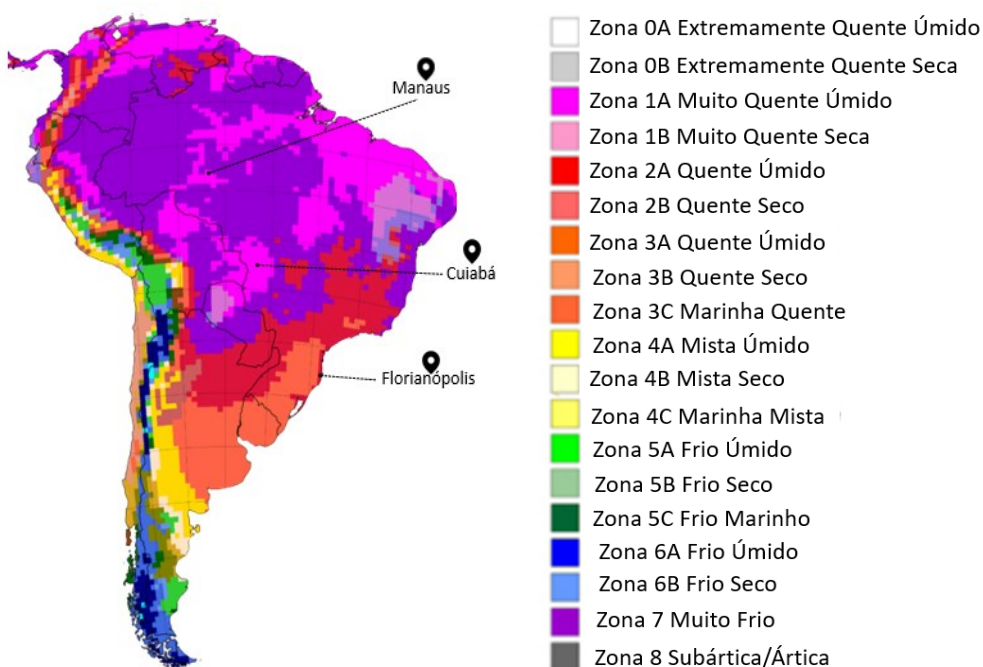 Manaus
Cuiabá
Florianópolis
Zona 0A Extremamente Quente Úmido
Zona 0B Extremamente Quente Seca
Zona 1A Muito Quente Úmido
Zona 1B Muito Quente Seca
Zona 2A Quente Úmido
Zona 2B Quente Seco
Zona 3A Quente Úmido
Zona 3B Quente Seco
Zona 3C Marinha Quente
Zona 4A Mista Úmido
Zona 4B Mista Seco
Zona 4C Marinha Mista
Zona 5A Frio Úmido
Zona 5B Frio Seco
Zona 5C Frio Marinho
Zona 6A Frio Úmido
Zona 6B Frio Seco
Zona 7 Muito Frio
Zona 8 Subártica/Ártica